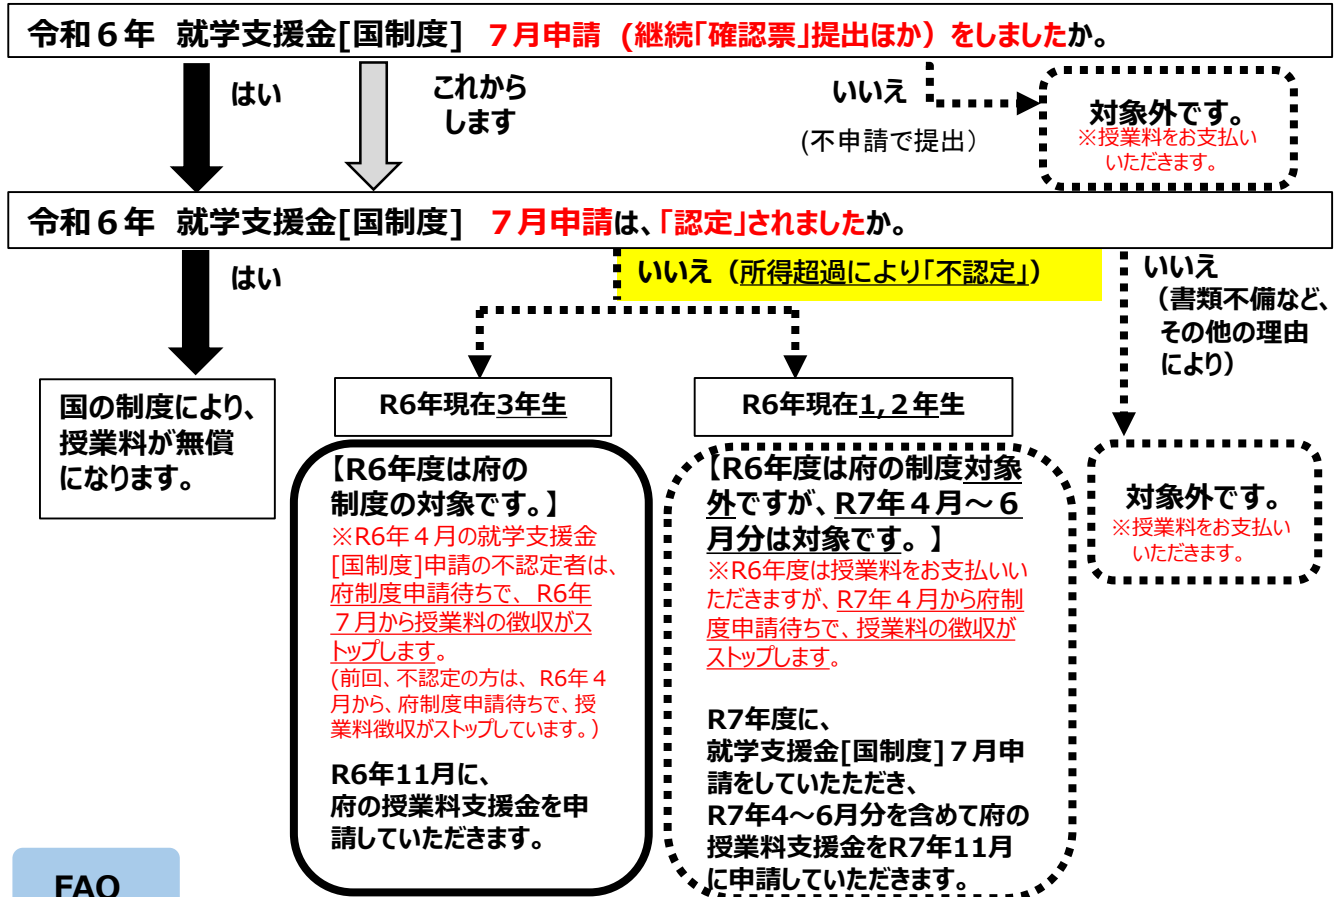 令和６年 就学支援金[国制度] ７月申請 (継続「確認票」提出ほか）をしましたか。
はい
これから
します
いいえ
(不申請で提出）
対象外です。
※授業料をお支払い
いただきます。
令和６年 就学支援金[国制度] ７月申請は、「認定」されましたか。
はい
いいえ（所得超過により「不認定」）
いいえ
（書類不備など、
その他の理由
により）
国の制度により、
授業料が無償
になります。
R6年現在3年生
【R6年度は府の
制度の対象です。】
※R6年４月の就学支援金
[国制度]申請の不認定者は、
府制度申請待ちで、R6年
７月から授業料の徴収がス
トップします。
(前回、不認定の方は、R6年４
月から、府制度申請待ちで、授
業料徴収がストップしています。）
R6年11月に、
府の授業料支援金を申
請していただきます。
R6年現在1,２年生
【R6年度は府の制度対象
外ですが、R7年４月～６
月分は対象です。】
※R6年度は授業料をお支払いい
ただきますが、R7年４月から府制
度申請待ちで、授業料の徴収が
ストップします。
R7年度に、
就学支援金[国制度]７月申
請をしていたただき、
R7年4～6月分を含めて府の
授業料支援金をR7年11月
に申請していただきます。
対象外です。
※授業料をお支払い
いただきます。
FAQ